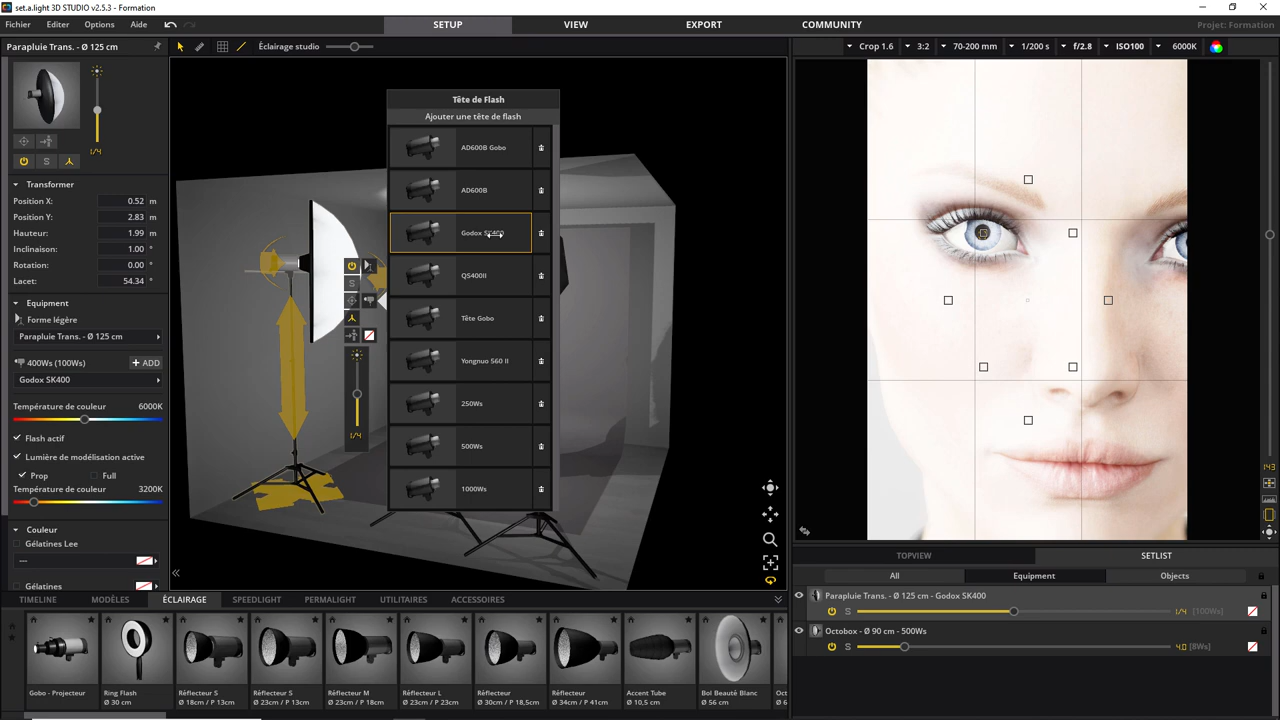 set.a.light 3D STUDIO v2.5.3 - Formation
Fichier Editer Options Aide
SETUP VIEW EXPORT COMMUNITY
Projet: Formation
Parapluie Trans. - Ø 125 cm
Éclairage studio
Crop 1.6 3:2 70-200 mm 1/200 s f/2.8 ISO100 6000K
1/4
Transformer
Position X: 0.52 m
Position Y: 2.83 m
Hauteur: 1.99 m
Inclinaison: 1.00 °
Rotation: 0.00 °
Lacet: 54.34 °
Equipment
Forme légère
Parapluie Trans. - Ø 125 cm
400Ws (100Ws) + ADD
Godox SK400
Température de couleur 6000K
Flash actif
Lumière de modélisation active
Prop Full
Température de couleur 3200K
Couleur
Gélatines Lee
---
Gélatines
S
S
1/4
Tête de Flash
Ajouter une tête de flash
AD600B Gobo
AD600B
Godox SK400
QS400II
Tête Gobo
Yongnuo 560 II
250Ws
500Ws
1000Ws
143
TOPVIEW SETLIST
All Equipment Objects
Parapluie Trans. - Ø 125 cm - Godox SK400
S 1/4 [100Ws]
Octobox - Ø 90 cm - 500Ws
S 4.0 [8Ws]
TIMELINE MODÈLES ÉCLAIRAGE SPEEDLIGHT PERMALIGHT UTILITAIRES ACCESSOIRES
Gobo - Projecteur
Ring Flash
Ø 30 cm
Réflecteur S
Ø 18cm / P 13cm
Réflecteur S
Ø 23cm / P 13cm
Réflecteur M
Ø 23cm / P 18cm
Réflecteur L
Ø 23cm / P 23cm
Réflecteur
Ø 30cm / P 18,5cm
Réflecteur
Ø 34cm / P 41cm
Accent Tube
Ø 10,5 cm
Bol Beauté Blanc
Ø 56 cm